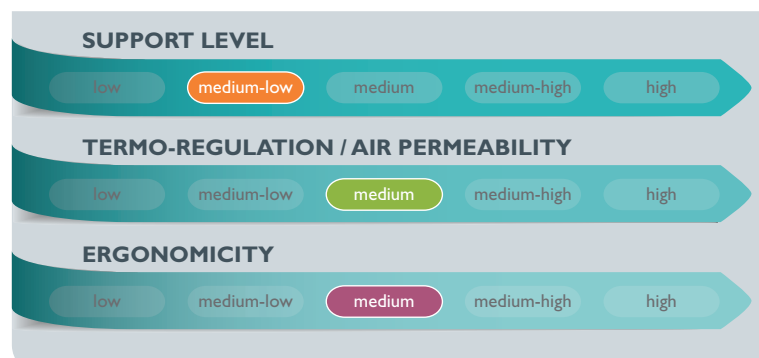 SUPPORT LEVEL
low medium-low medium medium-high high
TERMO-REGULATION / AIR PERMEABILITY
low medium-low medium medium-high high
ERGONOMICITY
low medium-low medium medium-high high